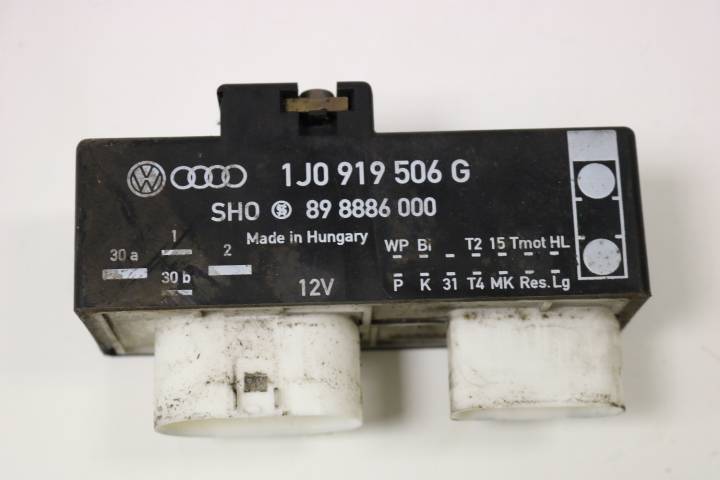 1J0 919 506 G
SHO S 89 8886 000
Made in Hungary
30 a 1 2
30 b
12V
WP Bi T2 15 Tmot HL
P K 31 T4 MK Res. Lg